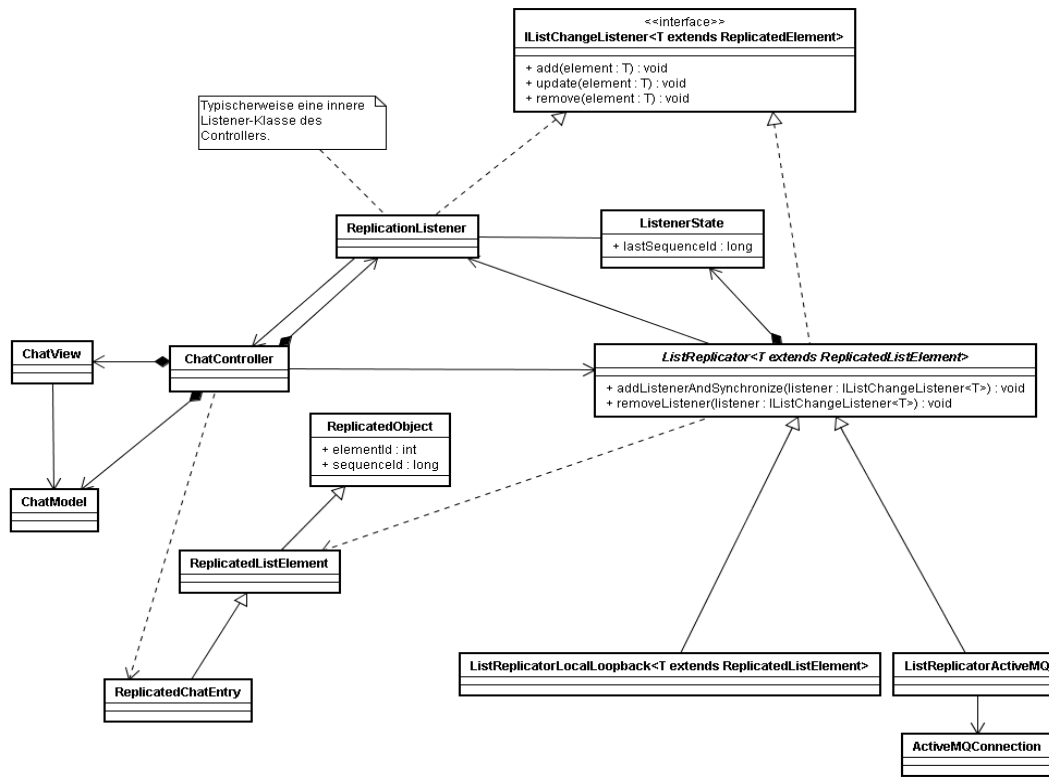 <<interface>>
IListChangeListener<T extends ReplicatedElement>
+ add(element : T) : void
+ update(element : T) : void
+ remove(element : T) : void
Typischerweise eine innere
Listener-Klasse des
Controllers.
ReplicationListener
ListenerState
+ lastSequenceId : long
ChatView
ChatController
ListReplicator<T extends ReplicatedListElement>
+ addListenerAndSynchronize(listener : IListChangeListener<T>) : void
+ removeListener(listener : IListChangeListener<T>) : void
ReplicatedObject
+ elementId : int
+ sequenceId : long
ChatModel
ReplicatedListElement
ListReplicatorLocalLoopback<T extends ReplicatedListElement>
ListReplicatorActiveMQ
ReplicatedChatEntry
ActiveMQConnection